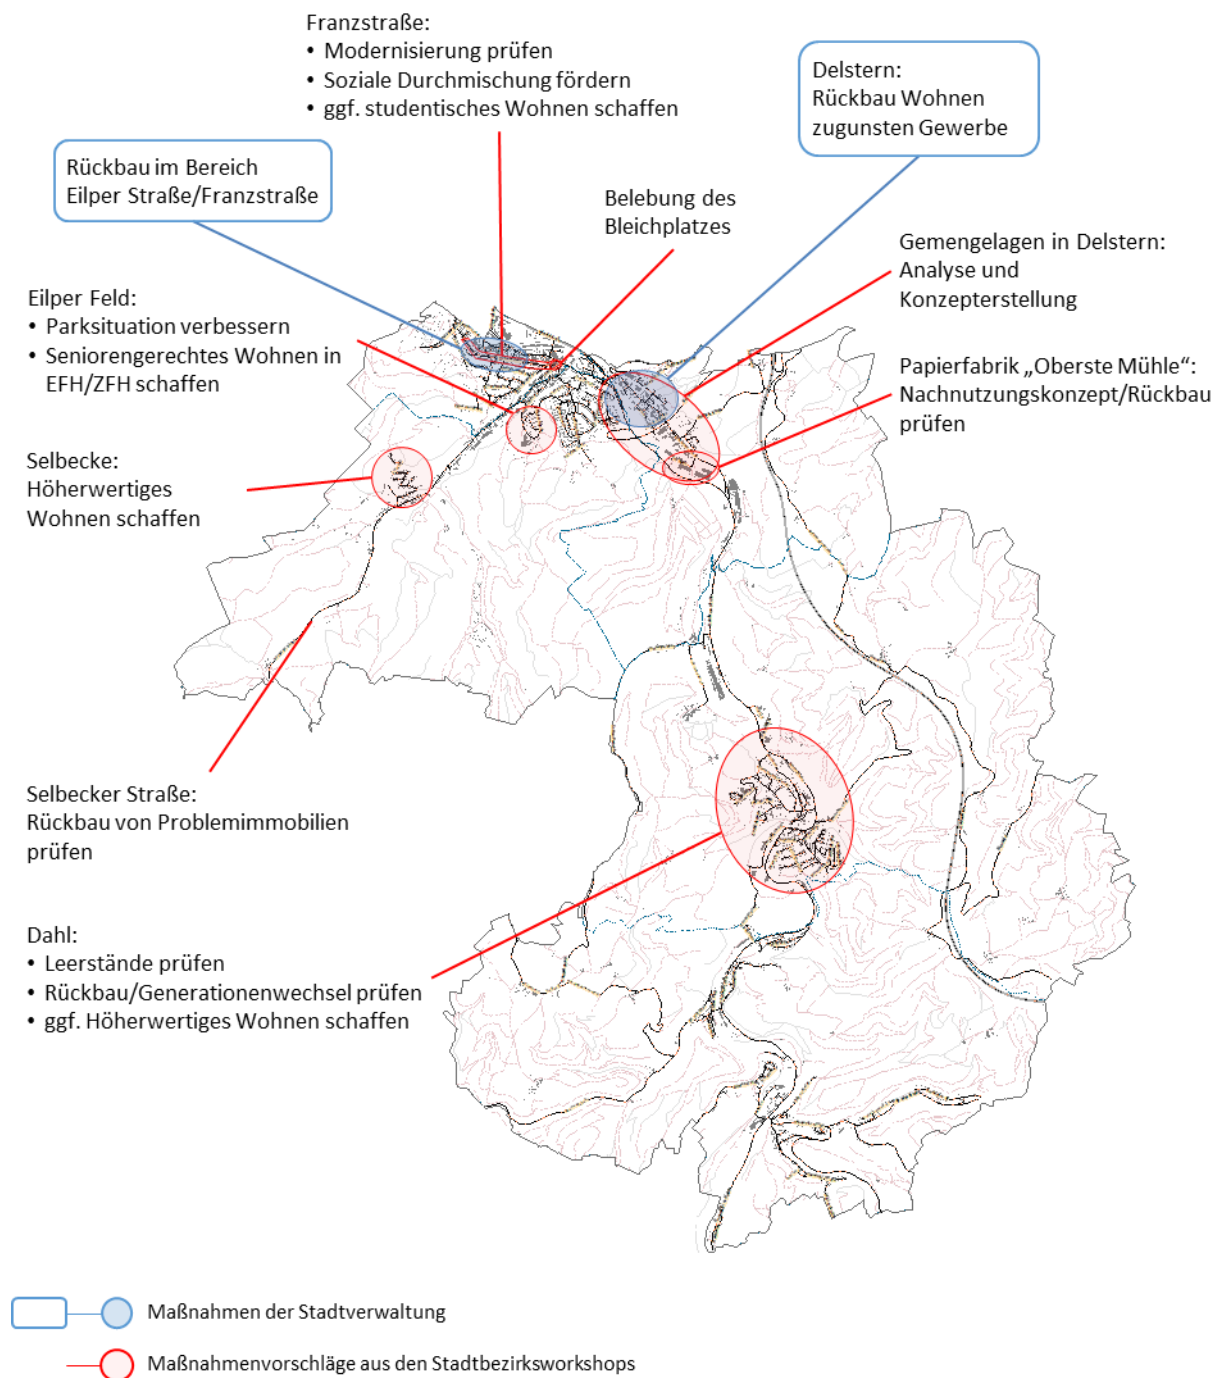 Franzstraße:
• Modernisierung prüfen
• Soziale Durchmischung fördern
• ggf. studentisches Wohnen schaffen
Delstern:
Rückbau Wohnen
zugunsten Gewerbe
Rückbau im Bereich
Eilper Straße/Franzstraße
Belebung des
Bleichplatzes
Gemengelagen in Delstern:
Analyse und
Konzepterstellung
Eilper Feld:
• Parksituation verbessern
• Seniorengerechtes Wohnen in
EFH/ZFH schaffen
Papierfabrik „Oberste Mühle“:
Nachnutzungskonzept/Rückbau
prüfen
Selbecke:
Höherwertiges
Wohnen schaffen
Selbecker Straße:
Rückbau von Problemimmobilien
prüfen
Dahl:
• Leerstände prüfen
• Rückbau/Generationenwechsel prüfen
• ggf. Höherwertiges Wohnen schaffen
Maßnahmen der Stadtverwaltung
Maßnahmenvorschläge aus den Stadtbezirksworkshops